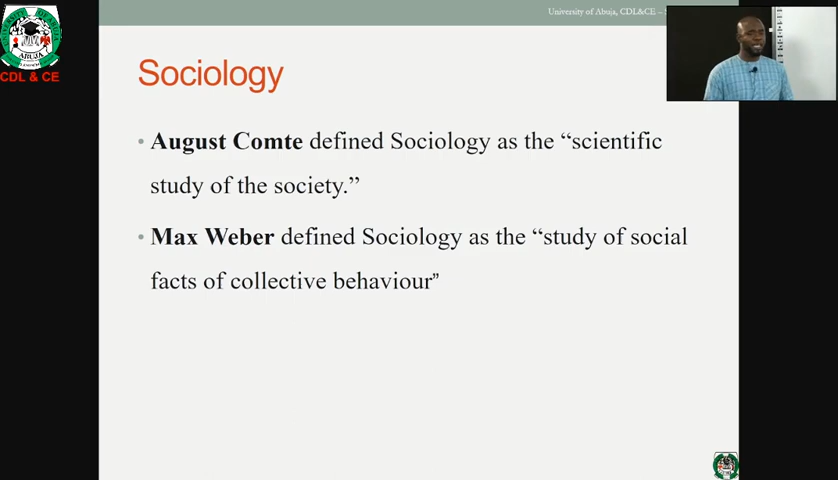 University of Abuja, CDL&CE –
ABUJA
CDL & CE
Sociology
• August Comte defined Sociology as the “scientific
study of the society.”
• Max Weber defined Sociology as the “study of social
facts of collective behaviour”